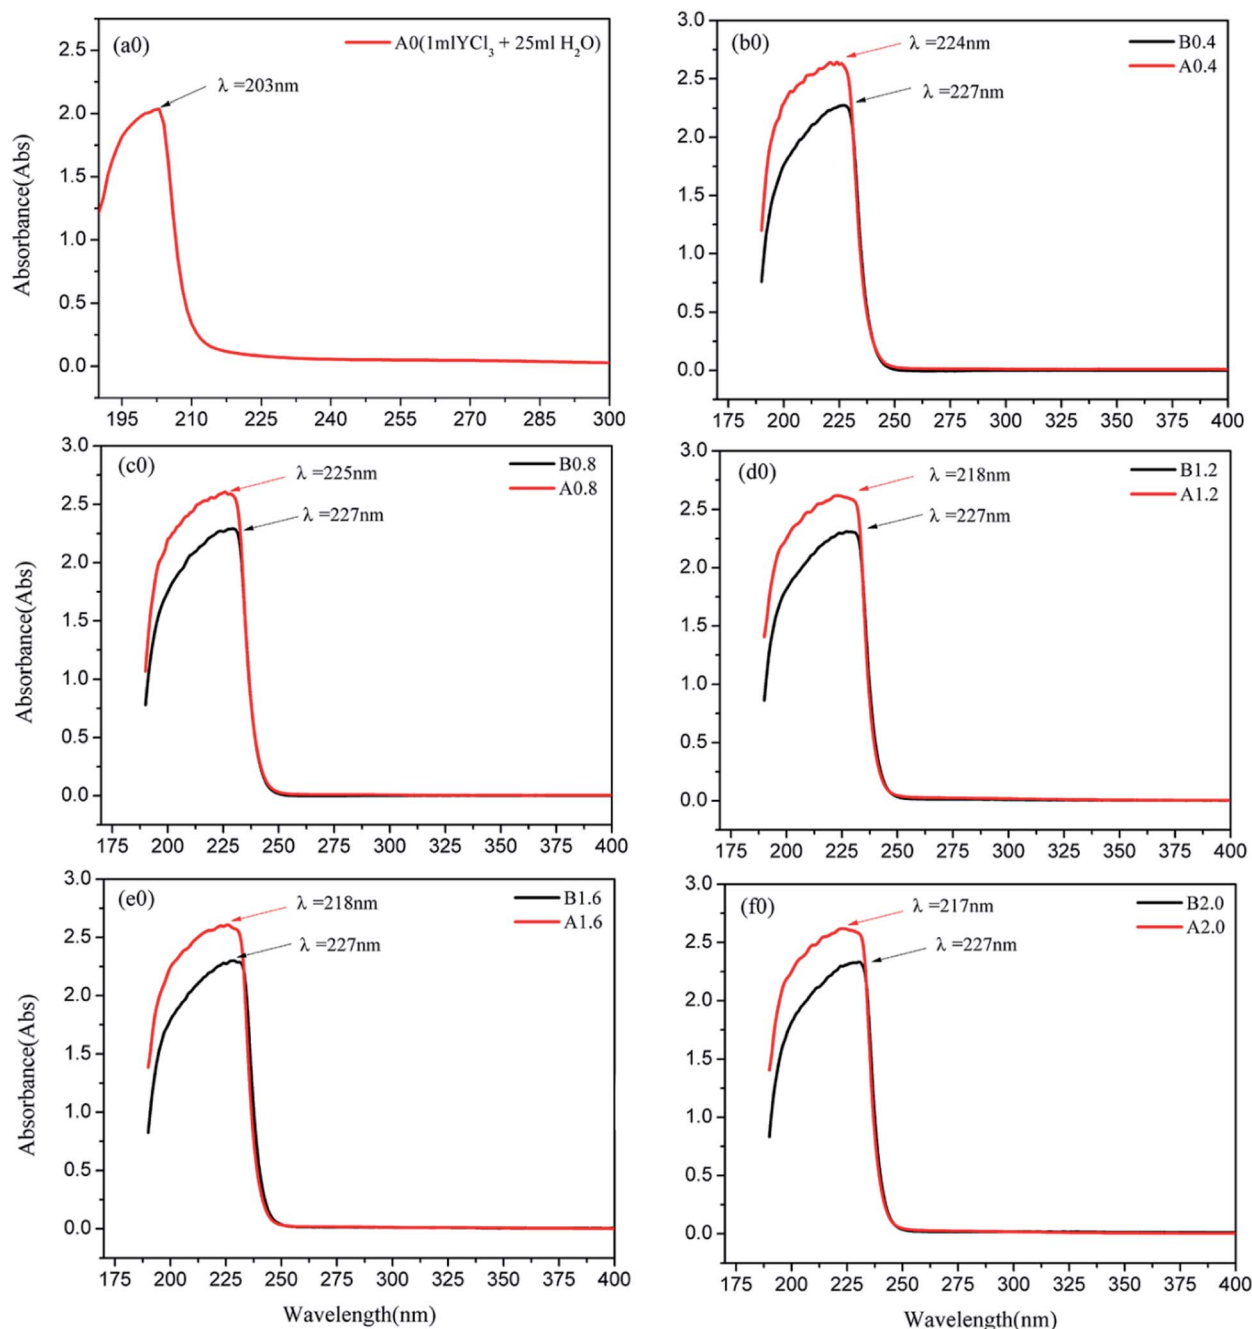 (a0)
A0(1mlYCl₃ + 25ml H₂O)
λ =203nm
2.5
2.0
1.5
1.0
0.5
0.0
Absorbance(Abs)
195 210 225 240 255 270 285 300
(b0)
λ =224nm
λ =227nm
B0.4
A0.4
3.0
2.5
2.0
1.5
1.0
0.5
0.0
175 200 225 250 275 300 325 350 375 400
(c0)
λ =225nm
λ =227nm
B0.8
A0.8
3.0
2.5
2.0
1.5
1.0
0.5
0.0
Absorbance(Abs)
175 200 225 250 275 300 325 350 375 400
(d0)
λ =218nm
λ =227nm
B1.2
A1.2
3.0
2.5
2.0
1.5
1.0
0.5
0.0
175 200 225 250 275 300 325 350 375 400
(e0)
λ =218nm
λ =227nm
B1.6
A1.6
3.0
2.5
2.0
1.5
1.0
0.5
0.0
Absorbance(Abs)
175 200 225 250 275 300 325 350 375 400
Wavelength(nm)
(f0)
λ =217nm
λ =227nm
B2.0
A2.0
3.0
2.5
2.0
1.5
1.0
0.5
0.0
175 200 225 250 275 300 325 350 375 400
Wavelength(nm)